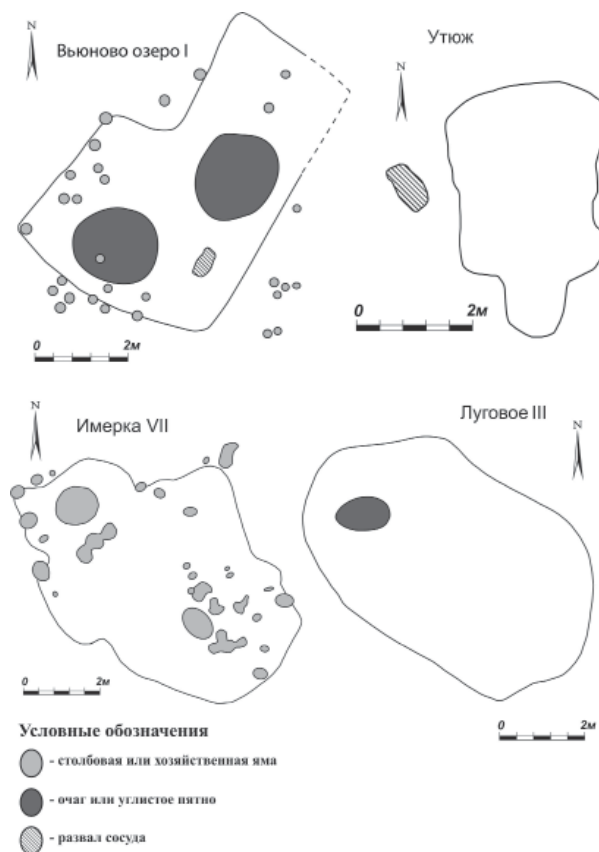 N
Вьюново озеро I
0 2м
Утюж
N
0 2м
N
Имерка VII
0 2м
Луговое III
N
0 2м
Условные обозначения
- столбовая или хозяйственная яма
- очаг или углистое пятно
- развал сосуда